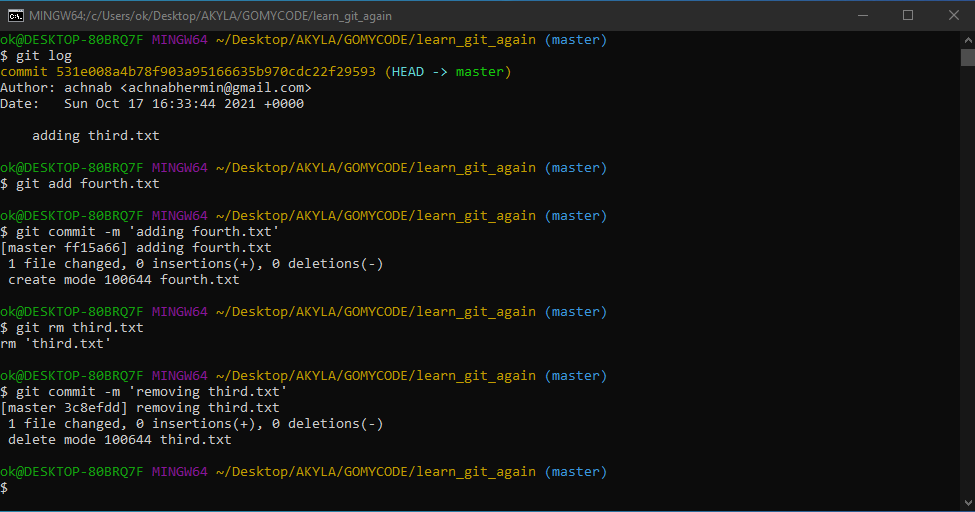 MINGW64:/c/Users/ok/Desktop/AKYLA/GOMYCODE/learn_git_again
ok@DESKTOP-80BRQ7F MINGW64 ~/Desktop/AKYLA/GOMYCODE/learn_git_again (master)
$ git log
commit 531e008a4b78f903a95166635b970cdc22f29593 (HEAD -> master)
Author: achnab <achnabhermin@gmail.com>
Date:   Sun Oct 17 16:33:44 2021 +0000
    adding third.txt
ok@DESKTOP-80BRQ7F MINGW64 ~/Desktop/AKYLA/GOMYCODE/learn_git_again (master)
$ git add fourth.txt
ok@DESKTOP-80BRQ7F MINGW64 ~/Desktop/AKYLA/GOMYCODE/learn_git_again (master)
$ git commit -m 'adding fourth.txt'
[master ff15a66] adding fourth.txt
 1 file changed, 0 insertions(+), 0 deletions(-)
 create mode 100644 fourth.txt
ok@DESKTOP-80BRQ7F MINGW64 ~/Desktop/AKYLA/GOMYCODE/learn_git_again (master)
$ git rm third.txt
rm 'third.txt'
ok@DESKTOP-80BRQ7F MINGW64 ~/Desktop/AKYLA/GOMYCODE/learn_git_again (master)
$ git commit -m 'removing third.txt'
[master 3c8efdd] removing third.txt
 1 file changed, 0 insertions(+), 0 deletions(-)
 delete mode 100644 third.txt
ok@DESKTOP-80BRQ7F MINGW64 ~/Desktop/AKYLA/GOMYCODE/learn_git_again (master)
$